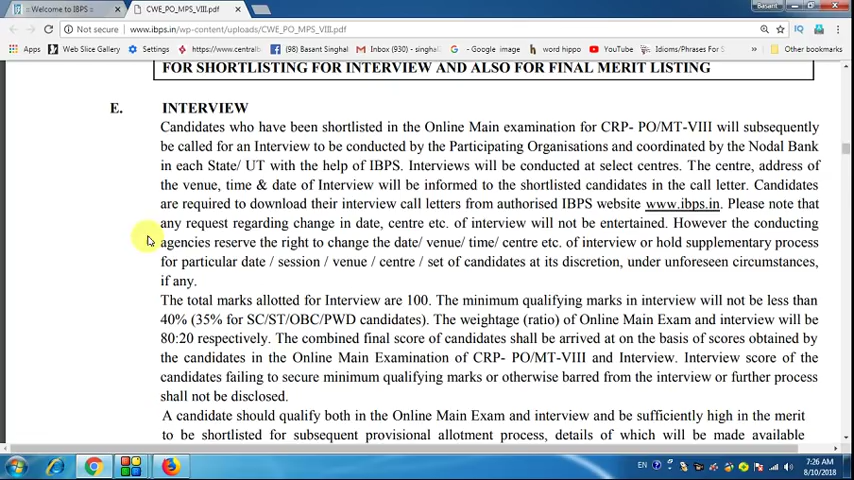 :: Welcome to IBPS ::
CWE_PO_MPS_VIII.pdf
Basant
Not secure
www.ibps.in/wp-content/uploads/CWE_PO_MPS_VIII.pdf
Apps
Web Slice Gallery
Settings
https://www.central
(98) Basant Singhal
Inbox (930) - singha
- Google image
word hippo
YouTube
Idioms/Phrases For S
Other bookmarks
FOR SHORTLISTING FOR INTERVIEW AND ALSO FOR FINAL MERIT LISTING
E. INTERVIEW
Candidates who have been shortlisted in the Online Main examination for CRP- PO/MT-VIII will subsequently
be called for an Interview to be conducted by the Participating Organisations and coordinated by the Nodal Bank
in each State/ UT with the help of IBPS. Interviews will be conducted at select centres. The centre, address of
the venue, time & date of Interview will be informed to the shortlisted candidates in the call letter. Candidates
are required to download their interview call letters from authorised IBPS website www.ibps.in. Please note that
any request regarding change in date, centre etc. of interview will not be entertained. However the conducting
agencies reserve the right to change the date/ venue/ time/ centre etc. of interview or hold supplementary process
for particular date / session / venue / centre / set of candidates at its discretion, under unforeseen circumstances,
if any.
The total marks allotted for Interview are 100. The minimum qualifying marks in interview will not be less than
40% (35% for SC/ST/OBC/PWD candidates). The weightage (ratio) of Online Main Exam and interview will be
80:20 respectively. The combined final score of candidates shall be arrived at on the basis of scores obtained by
the candidates in the Online Main Examination of CRP- PO/MT-VIII and Interview. Interview score of the
candidates failing to secure minimum qualifying marks or otherwise barred from the interview or further process
shall not be disclosed.
A candidate should qualify both in the Online Main Exam and interview and be sufficiently high in the merit
to be shortlisted for subsequent provisional allotment process, details of which will be made available
EN
7:26 AM
8/10/2018